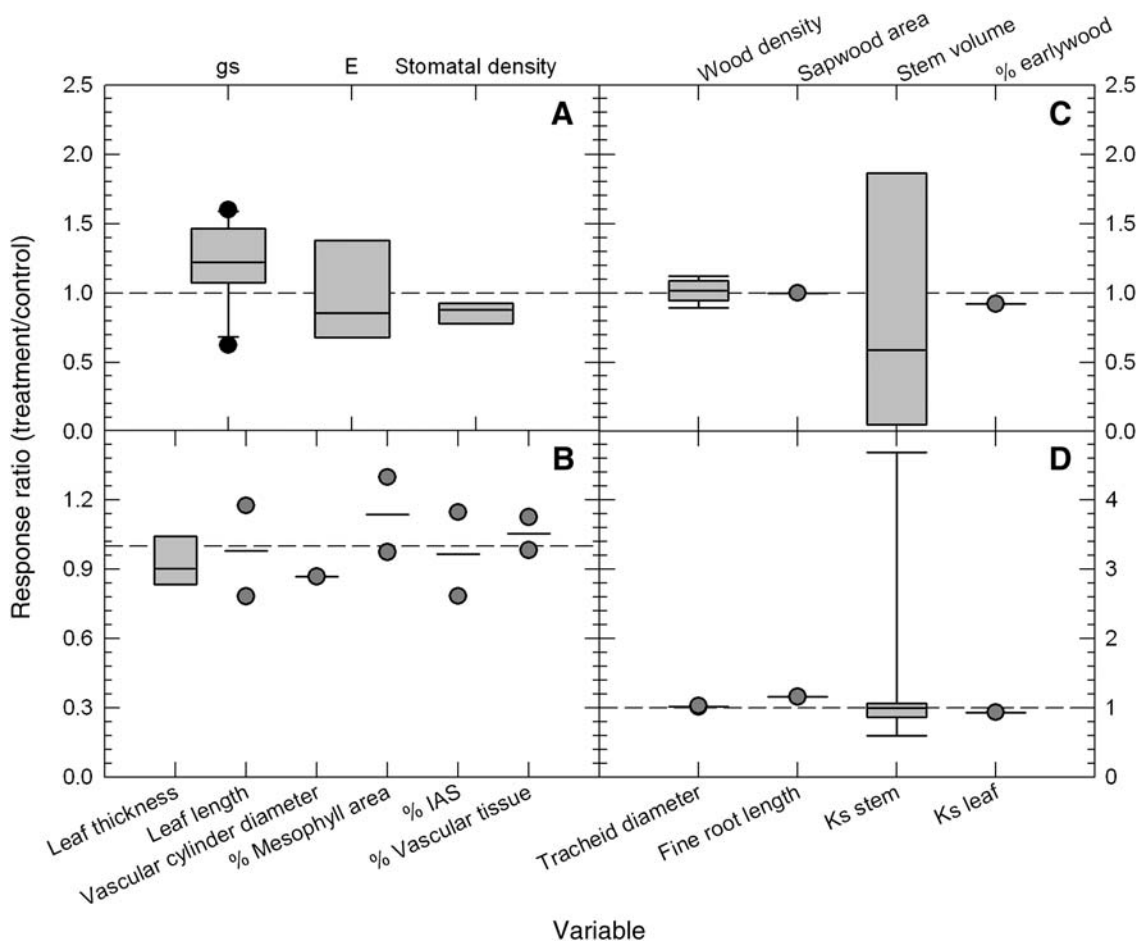 gs E Stomatal density
Wood density
Sapwood area
Stem volume
% earlywood
2.5 A C 2.5
2.0 2.0
1.5 1.5
1.0 1.0
0.5 0.5
0.0 0.0
Response ratio (treatment/control)
B D
1.2 4
0.9 3
0.6 2
0.3 1
0.0 0
Leaf thickness
Leaf length
Vascular cylinder diameter
% Mesophyll area
% IAS
% Vascular tissue
Tracheid diameter
Fine root length
Ks stem
Ks leaf
Variable